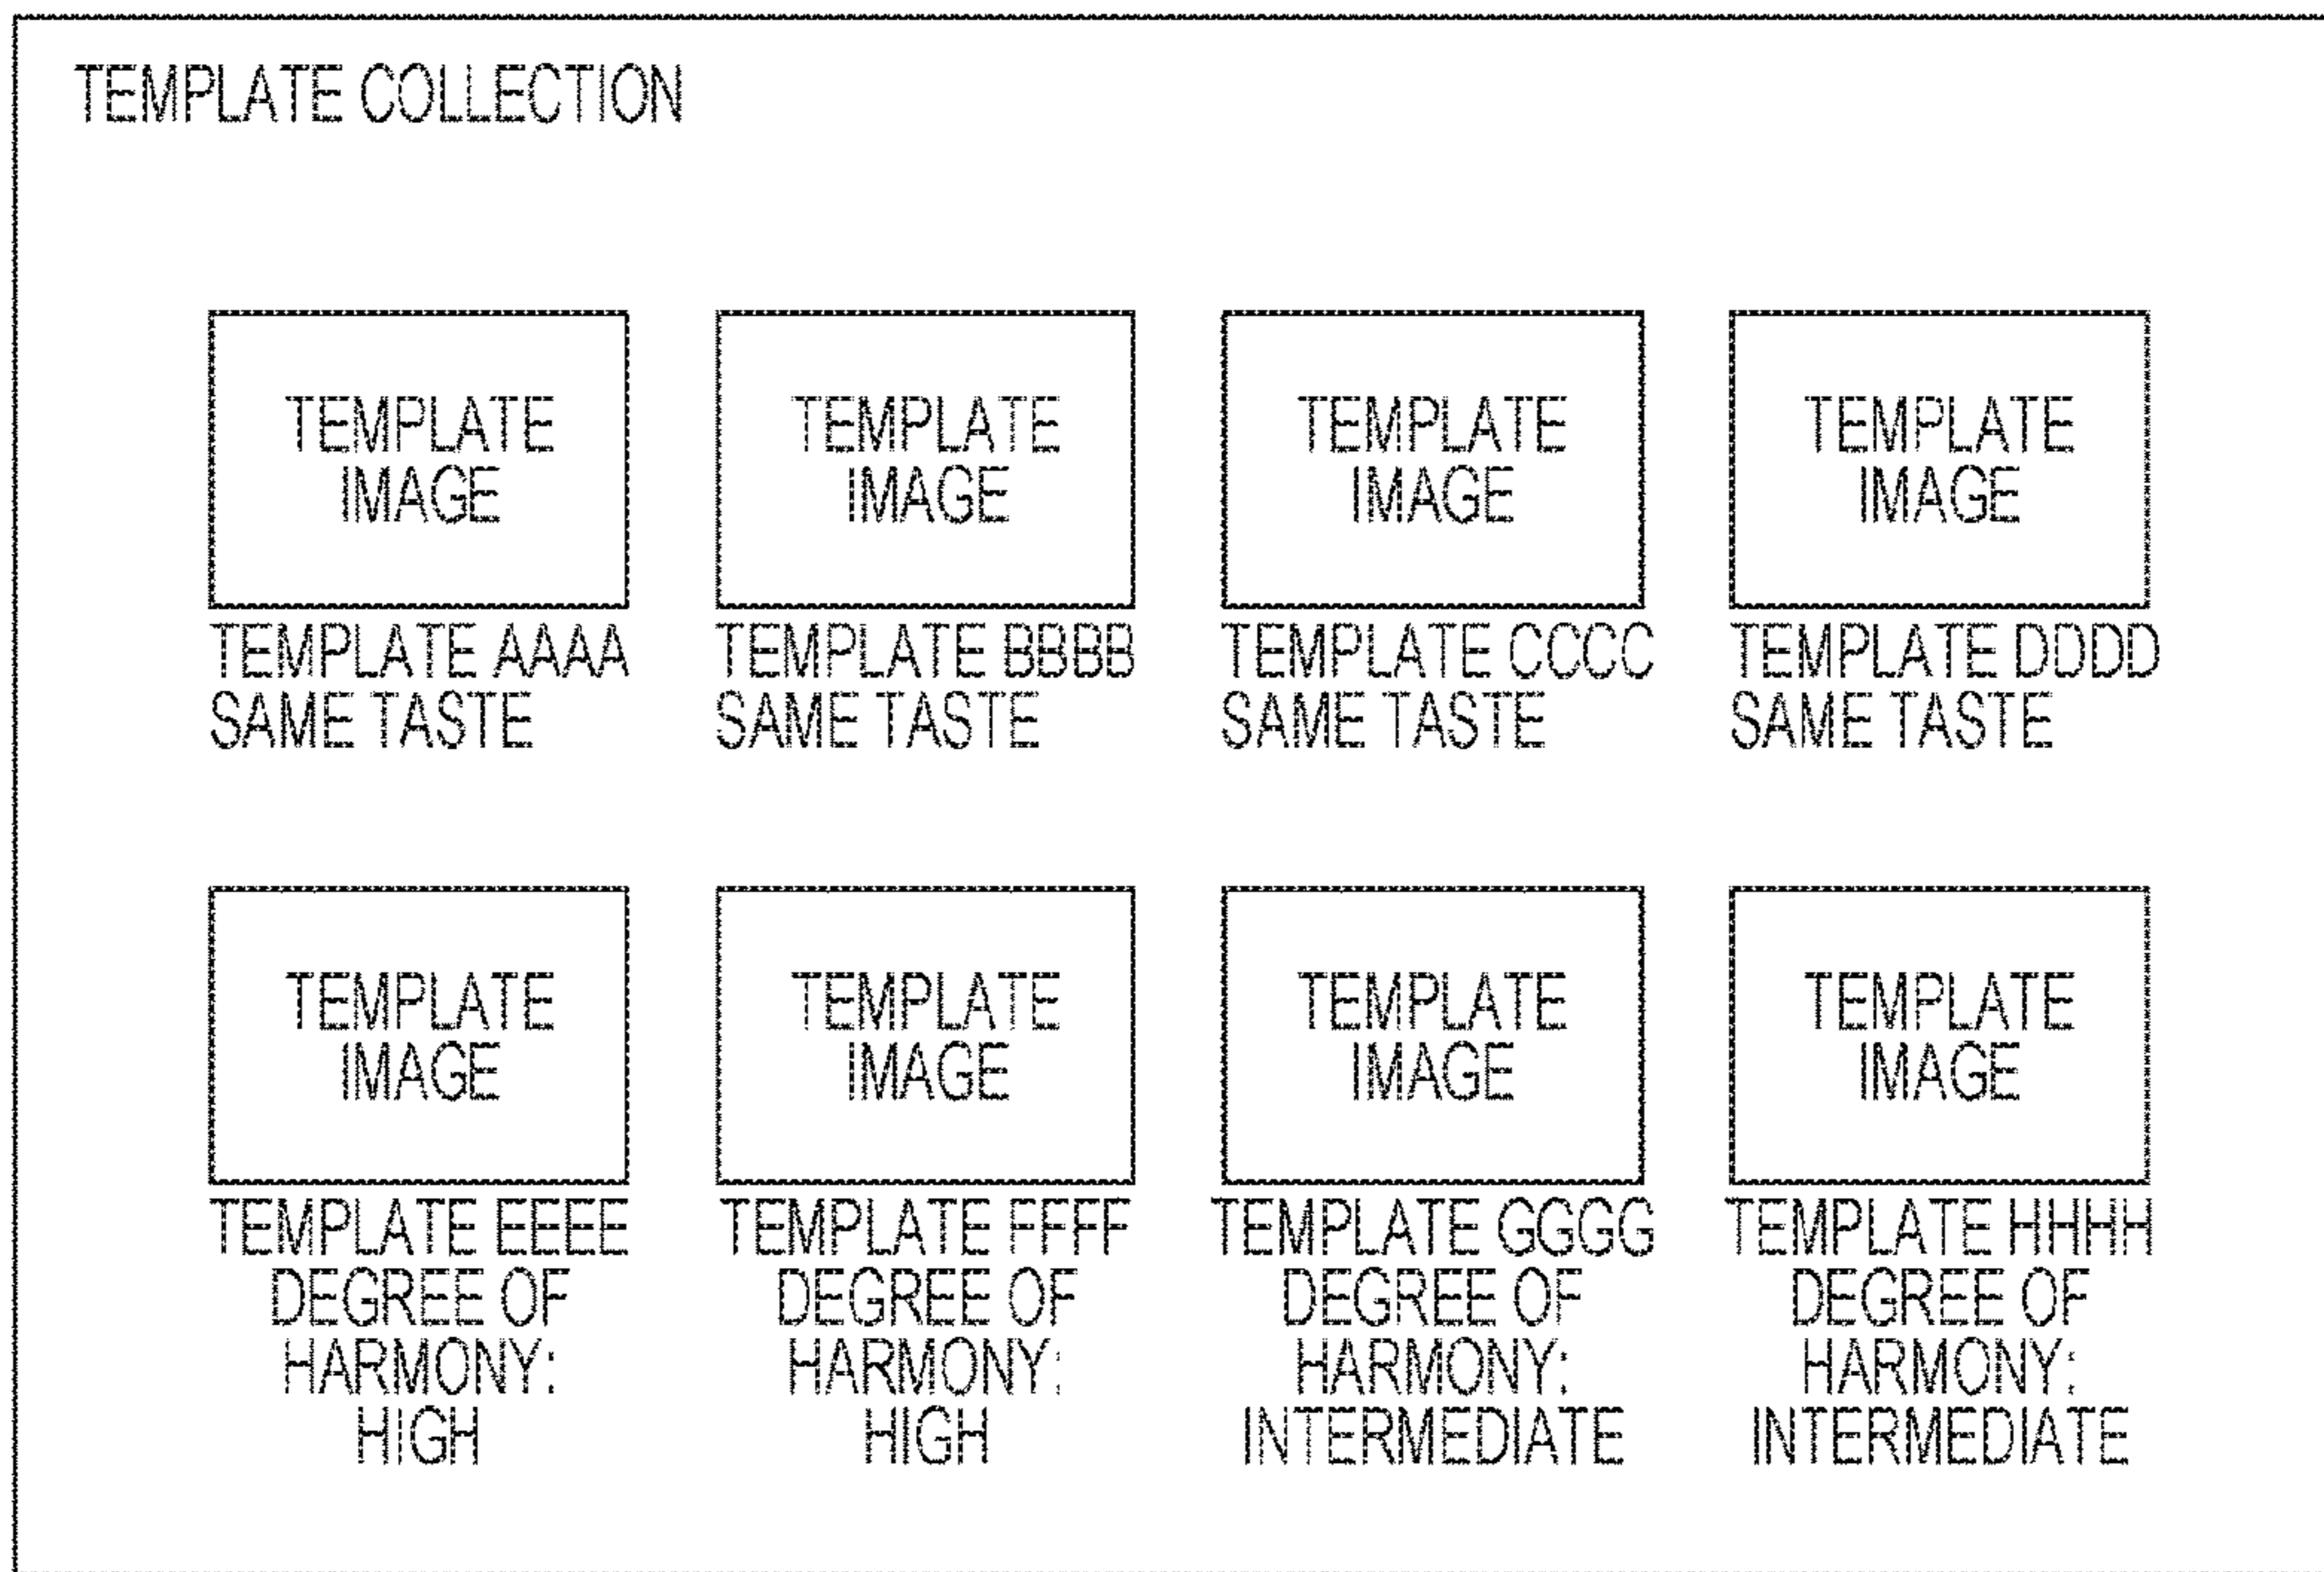 TEMPLATE COLLECTION
TEMPLATE
IMAGE
TEMPLATE AAAA
SAME TASTE
TEMPLATE
IMAGE
TEMPLATE BBBB
SAME TASTE
TEMPLATE
IMAGE
TEMPLATE CCCC
SAME TASTE
TEMPLATE
IMAGE
TEMPLATE DDDD
SAME TASTE
TEMPLATE
IMAGE
TEMPLATE EEEE
DEGREE OF
HARMONY:
HIGH
TEMPLATE
IMAGE
TEMPLATE FFFF
DEGREE OF
HARMONY:
HIGH
TEMPLATE
IMAGE
TEMPLATE GGGG
DEGREE OF
HARMONY:
INTERMEDIATE
TEMPLATE
IMAGE
TEMPLATE HHHH
DEGREE OF
HARMONY:
INTERMEDIATE